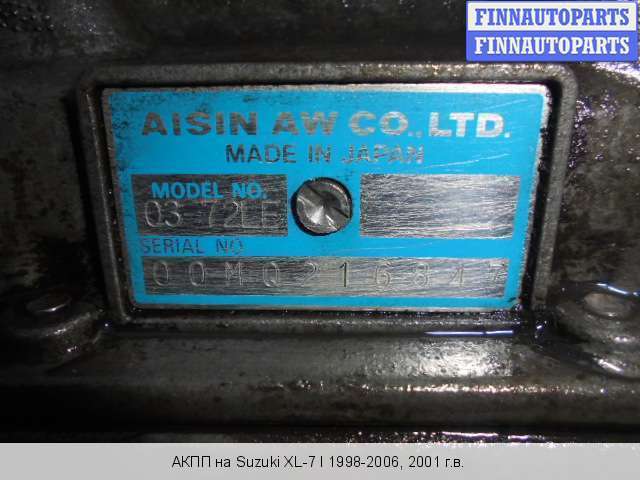 FINNAUTOPARTS
FINNAUTOPARTS
AISIN AW CO., LTD.
MADE IN JAPAN
MODEL NO.
03 72LE
SERIAL NO
00M0216847
АКПП на Suzuki XL-7 I 1998-2006, 2001 г.в.